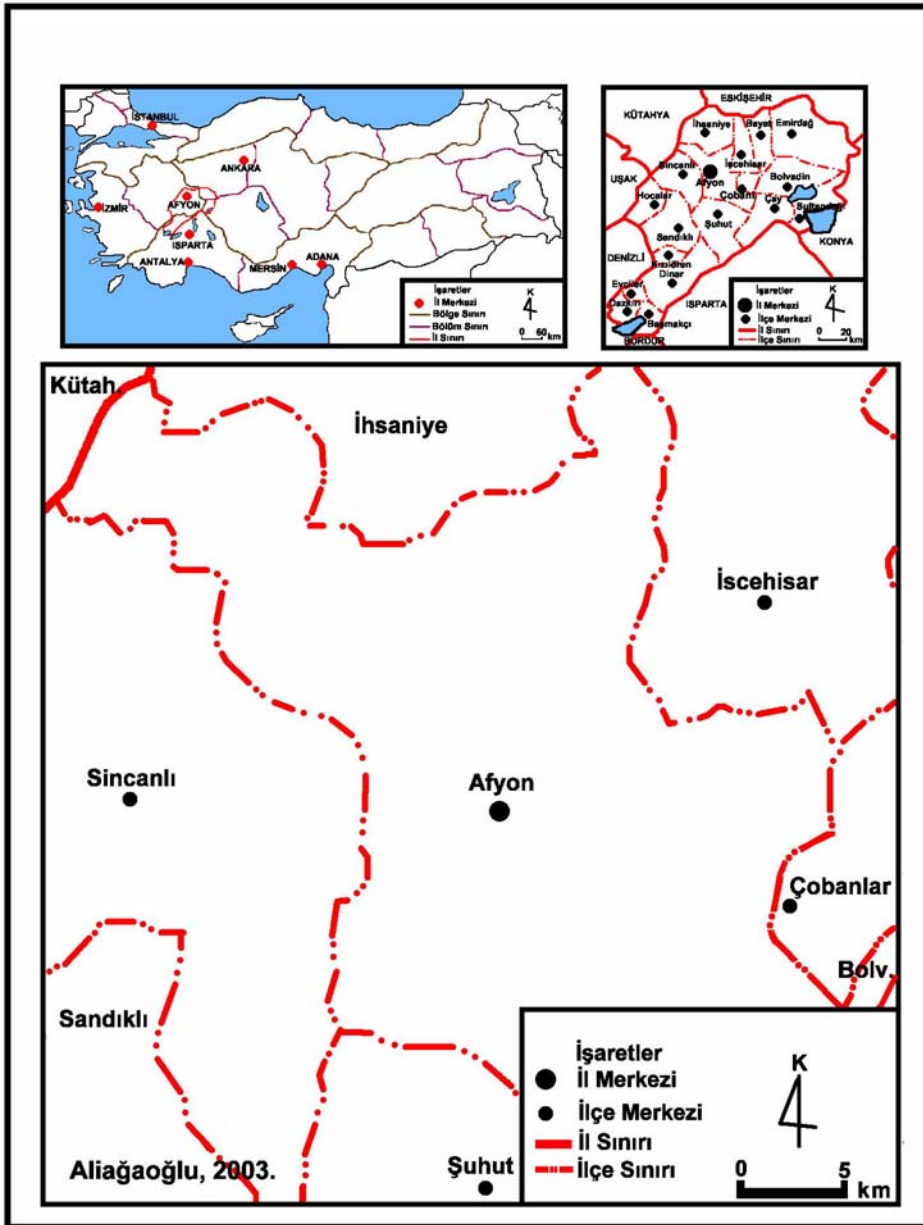 İSTANBUL
ANKARA
AFYON
İZMİR
ISPARTA
ANTALYA
MERSİN
ADANA
İşaretler
İl Merkezi
Bölge Sınırı
Bölüm Sınırı
İl Sınırı
K
0 60
km
ESKİŞEHİR
KÜTAHYA
İhsaniye
Bayat
Emirdağ
İscehisar
Sincanlı
Afyon
UŞAK
Bolvadin
Hocalar
Çobanl
Çay
Sultandağ
Şuhut
Sandıklı
KONYA
DENİZLİ
Kızılören
Dinar
Evciler
Dazkırı
ISPARTA
Başmakçı
BURDUR
İşaretler
İl Merkezi
İlçe Merkezi
İl Sınırı
İlçe Sınırı
K
0 20
km
Kütah.
İhsaniye
İscehisar
Sincanlı
Afyon
Çobanlar
Bolv.
Sandıklı
Şuhut
Aliağaoğlu, 2003.
İşaretler
İl Merkezi
İlçe Merkezi
İl Sınırı
İlçe Sınırı
K
0 5
km